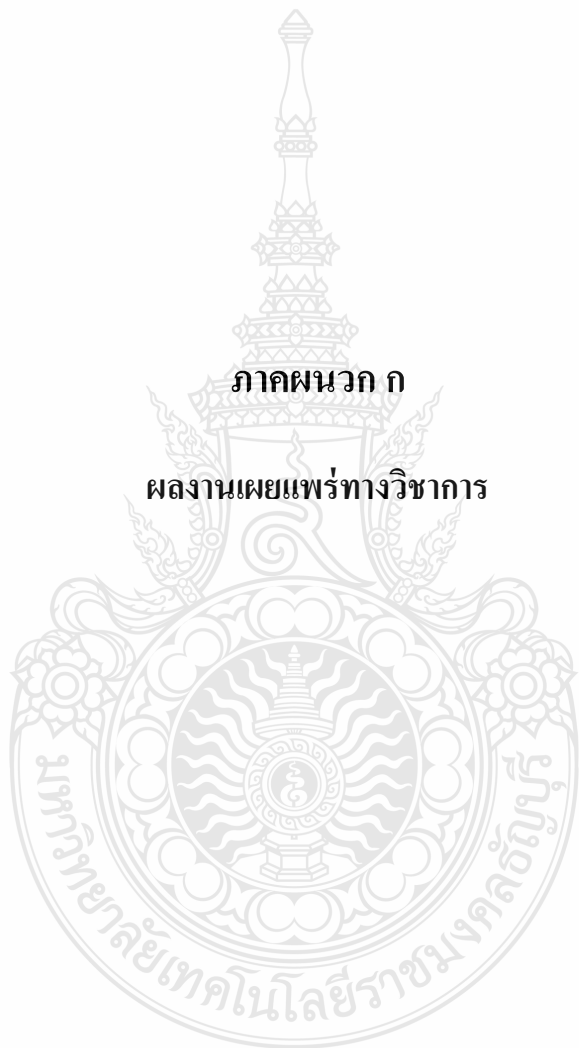 ภาคผนวก ก
ผลงานเผยแพร่ทางวิชาการ
มหาวิทยาลัยเทคโนโลยีราชมงคลธัญบุรี